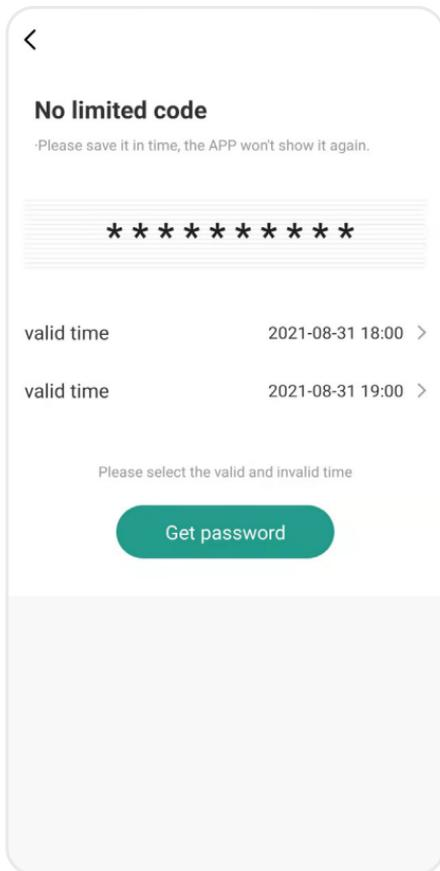 No limited code
·Please save it in time, the APP won't show it again.
* * * * * * * * * *
valid time 2021-08-31 18:00
valid time 2021-08-31 19:00
Please select the valid and invalid time
Get password